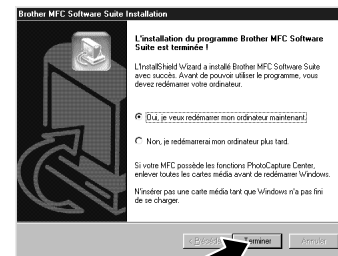 Brother MFC Software Suite Installation
L'installation du programme Brother MFC Software
Suite est terminée !
L'InstallShield Wizard a installé Brother MFC Software Suite
avec succès. Avant de pouvoir utiliser le programme, vous
devez redémarrer votre ordinateur.
Oui, je veux redémarrer mon ordinateur maintenant.
Non, je redémarrerai mon ordinateur plus tard.
Si votre MFC possède les fonctions PhotoCapture Center,
enlever toutes les cartes média avant de redémarrer Windows.
N'insérer pas une carte média tant que Windows n'a pas fini
de se charger.
Terminer
Annuler